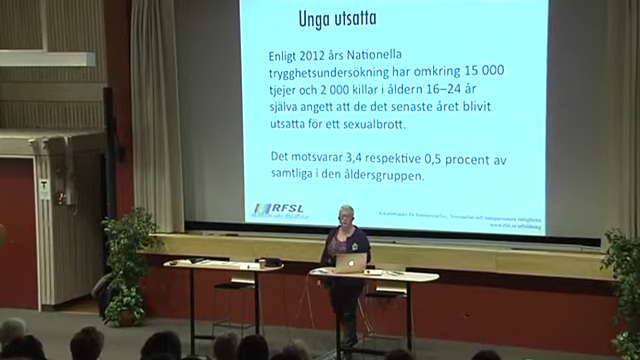 Unga utsatta
Enligt 2012 års Nationella
trygghetsundersökning har omkring 15 000
tjejer och 2 000 killar i åldern 16–24 år
själva angett att de det senaste året blivit
utsatta för ett sexualbrott.
Det motsvarar 3,4 respektive 0,5 procent av
samtliga i den åldersgruppen.
RFSL